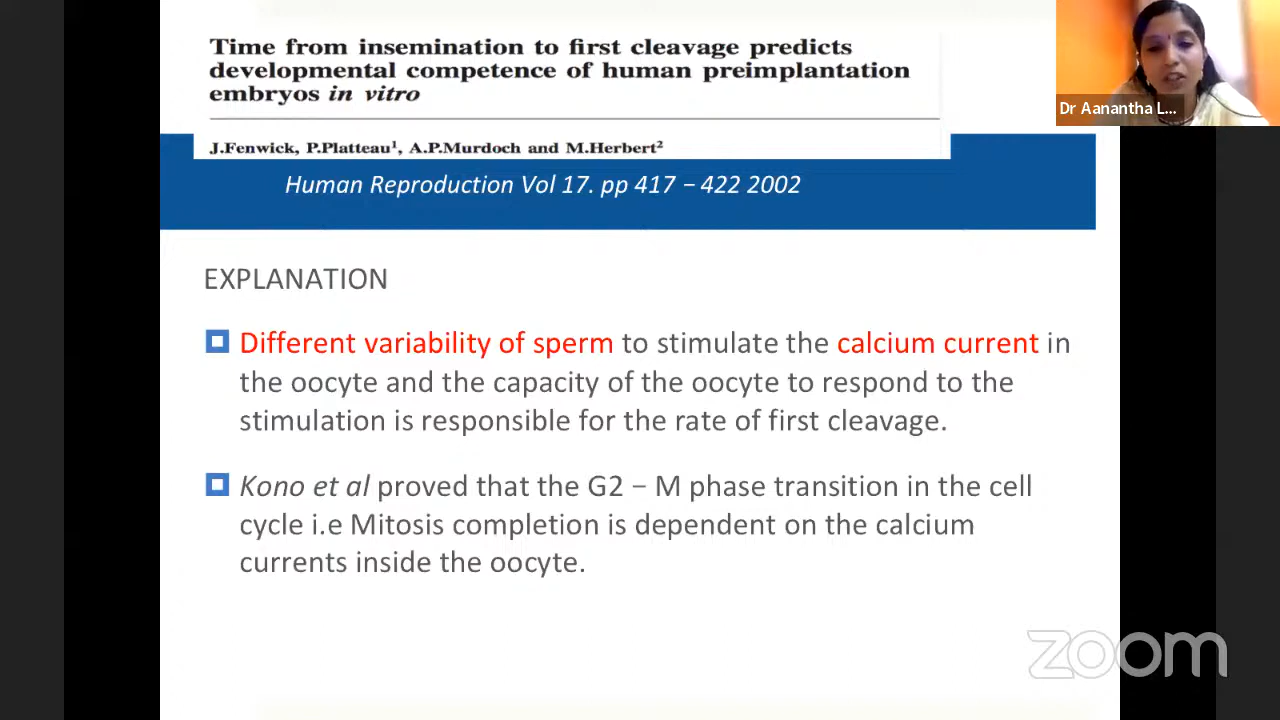 Time from insemination to first cleavage predicts
developmental competence of human preimplantation
embryos in vitro
J.Fenwick, P.Platteau¹, A.P.Murdoch and M.Herbert²
Human Reproduction Vol 17. pp 417 – 422 2002
EXPLANATION
Different variability of sperm to stimulate the calcium current in
the oocyte and the capacity of the oocyte to respond to the
stimulation is responsible for the rate of first cleavage.
Kono et al proved that the G2 – M phase transition in the cell
cycle i.e Mitosis completion is dependent on the calcium
currents inside the oocyte.
Dr Aanantha L...
zoom